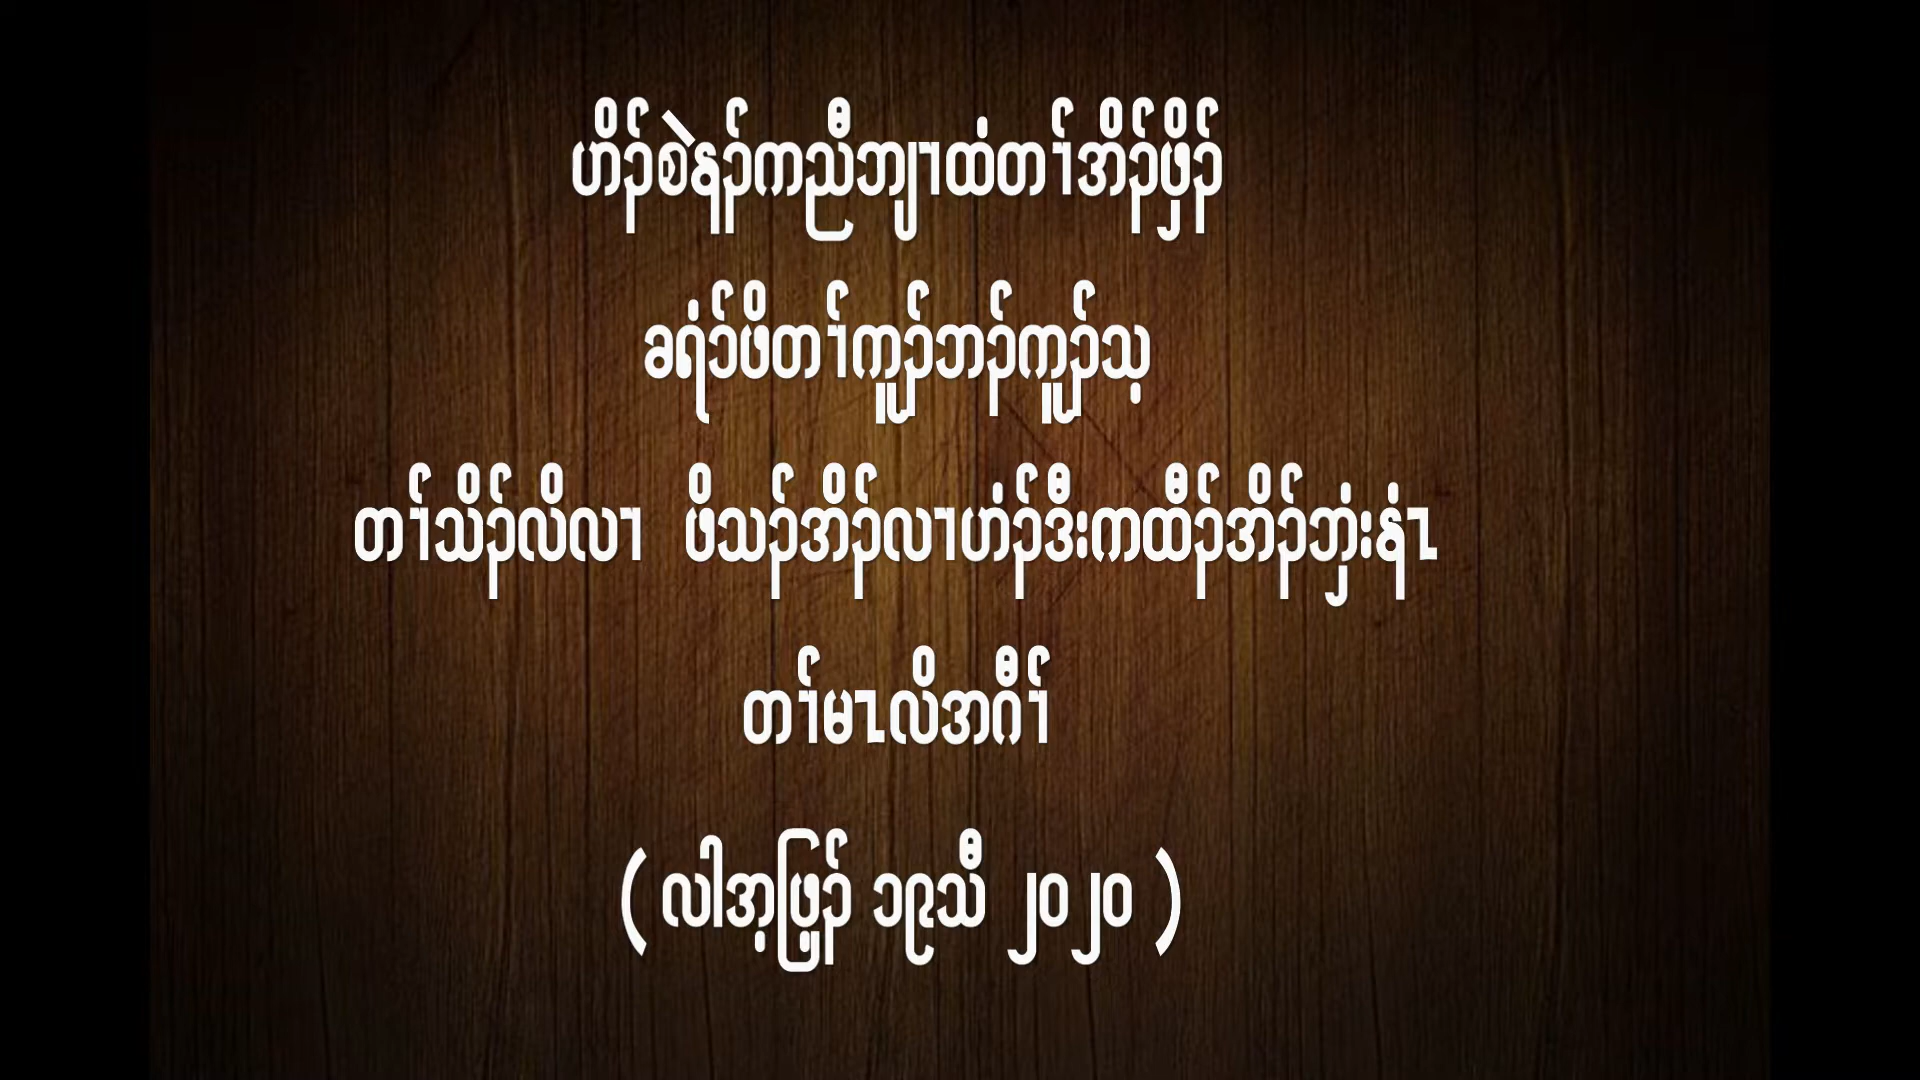 ဟိၣ်စဲၤနၣ်ကညီဘျၢထံတၢ်အိၣ်ဖှိၣ်
ခရံာ်ဖိတၢ်ကူၣ်ဘၣ်ကူၣ်သ့
တၢ်သိၣ်လိလၢ ဖိသၣ်အိၣ်လၢဟံၣ်ဒီးကထီၣ်အိၣ်ဘှံးနံၤ
တၢ်မၤလိအဂီၢ်
( လါအ့ဖြ့ၣ် ၁၉သီ ၂၀၂၀ )